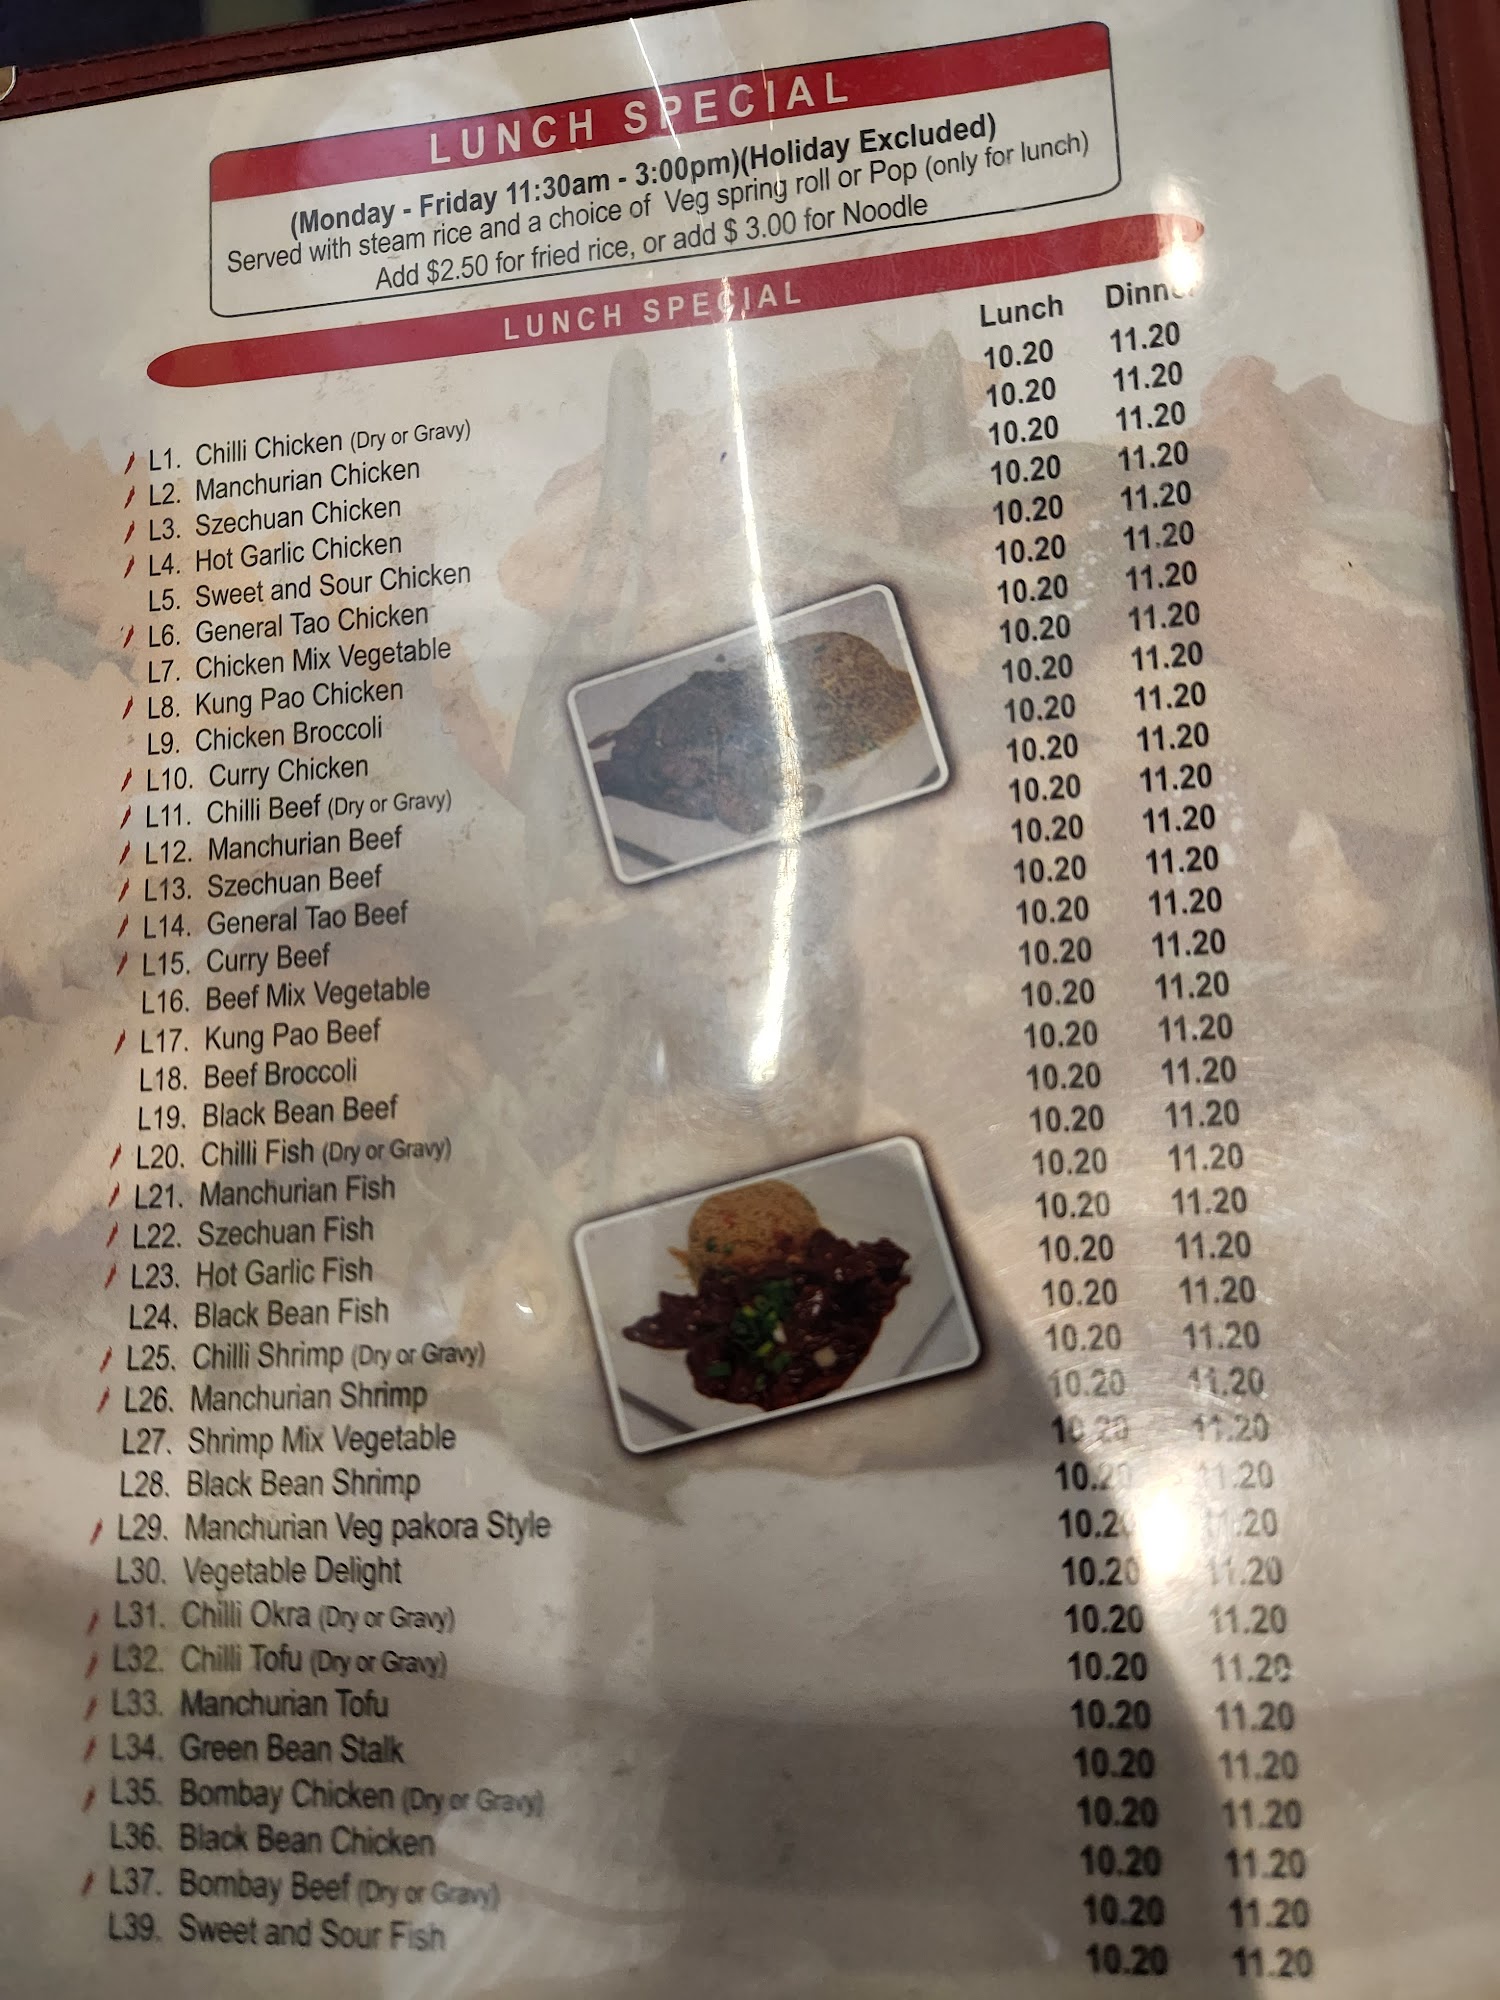 LUNCH SPECIAL
(Monday - Friday 11:30am - 3:00pm)(Holiday Excluded)
Served with steam rice and a choice of Veg spring roll or Pop (only for lunch)
Add $2.50 for fried rice, or add $ 3.00 for Noodle
LUNCH SPECIAL
Lunch Dinner
L1. Chilli Chicken (Dry or Gravy) 10.20 11.20
L2. Manchurian Chicken 10.20 11.20
L3. Szechuan Chicken 10.20 11.20
L4. Hot Garlic Chicken 10.20 11.20
L5. Sweet and Sour Chicken 10.20 11.20
L6. General Tao Chicken 10.20 11.20
L7. Chicken Mix Vegetable 10.20 11.20
L8. Kung Pao Chicken 10.20 11.20
L9. Chicken Broccoli 10.20 11.20
L10. Curry Chicken 10.20 11.20
L11. Chilli Beef (Dry or Gravy) 10.20 11.20
L12. Manchurian Beef 10.20 11.20
L13. Szechuan Beef 10.20 11.20
L14. General Tao Beef 10.20 11.20
L15. Curry Beef 10.20 11.20
L16. Beef Mix Vegetable 10.20 11.20
L17. Kung Pao Beef 10.20 11.20
L18. Beef Broccoli 10.20 11.20
L19. Black Bean Beef 10.20 11.20
L20. Chilli Fish (Dry or Gravy) 10.20 11.20
L21. Manchurian Fish 10.20 11.20
L22. Szechuan Fish 10.20 11.20
L23. Hot Garlic Fish 10.20 11.20
L24. Black Bean Fish 10.20 11.20
L25. Chilli Shrimp (Dry or Gravy) 10.20 11.20
L26. Manchurian Shrimp 10.20 11.20
L27. Shrimp Mix Vegetable 10.20 11.20
L28. Black Bean Shrimp 10.20 11.20
L29. Manchurian Veg pakora Style 10.20 11.20
L30. Vegetable Delight 10.20 11.20
L31. Chilli Okra (Dry or Gravy) 10.20 11.20
L32. Chilli Tofu (Dry or Gravy) 10.20 11.20
L33. Manchurian Tofu 10.20 11.20
L34. Green Bean Stalk 10.20 11.20
L35. Bombay Chicken (Dry or Gravy) 10.20 11.20
L36. Black Bean Chicken 10.20 11.20
L37. Bombay Beef (Dry or Gravy) 10.20 11.20
L39. Sweet and Sour Fish 10.20 11.20